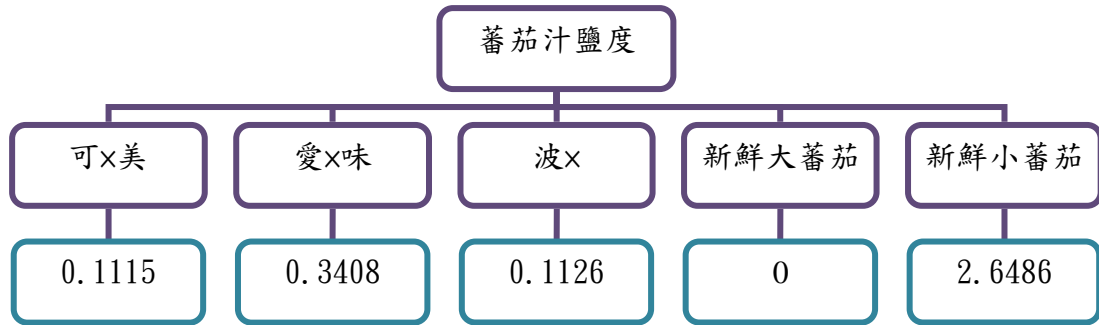 蕃茄汁鹽度
可×美
愛×味
波×
新鮮大蕃茄
新鮮小蕃茄
0.1115
0.3408
0.1126
0
2.6486